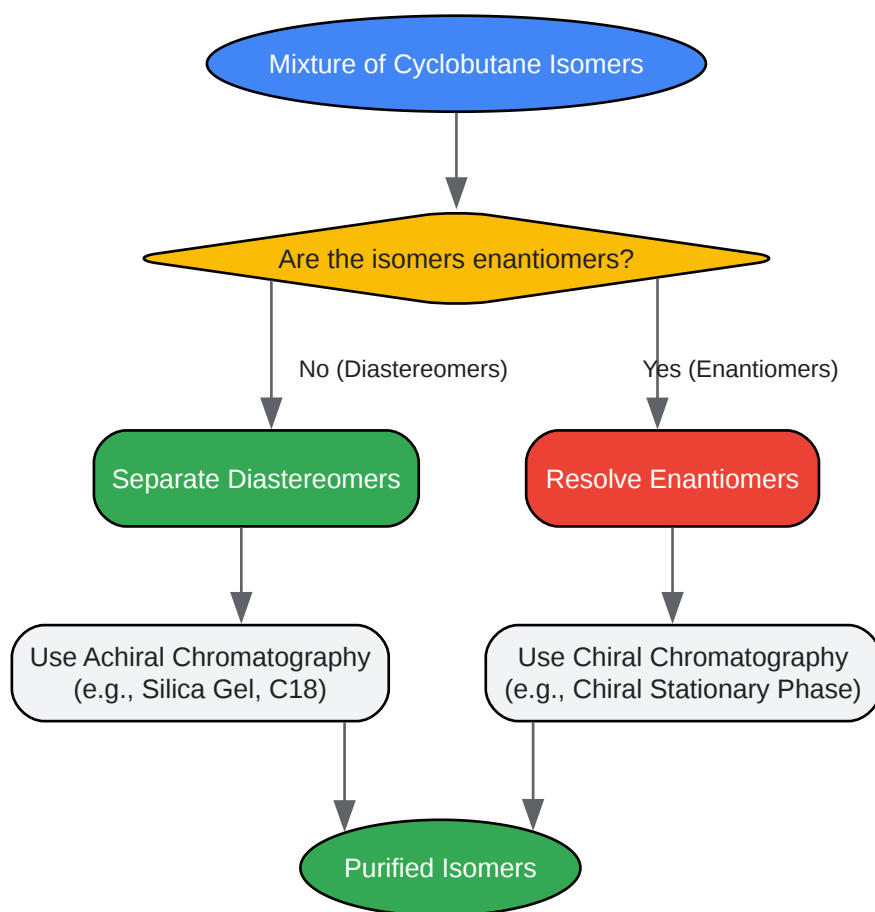 Mixture of Cyclobutane Isomers
Are the isomers enantiomers?
No (Diastereomers)
Yes (Enantiomers)
Separate Diastereomers
Resolve Enantiomers
Use Achiral Chromatography
(e.g., Silica Gel, C18)
Use Chiral Chromatography
(e.g., Chiral Stationary Phase)
Purified Isomers